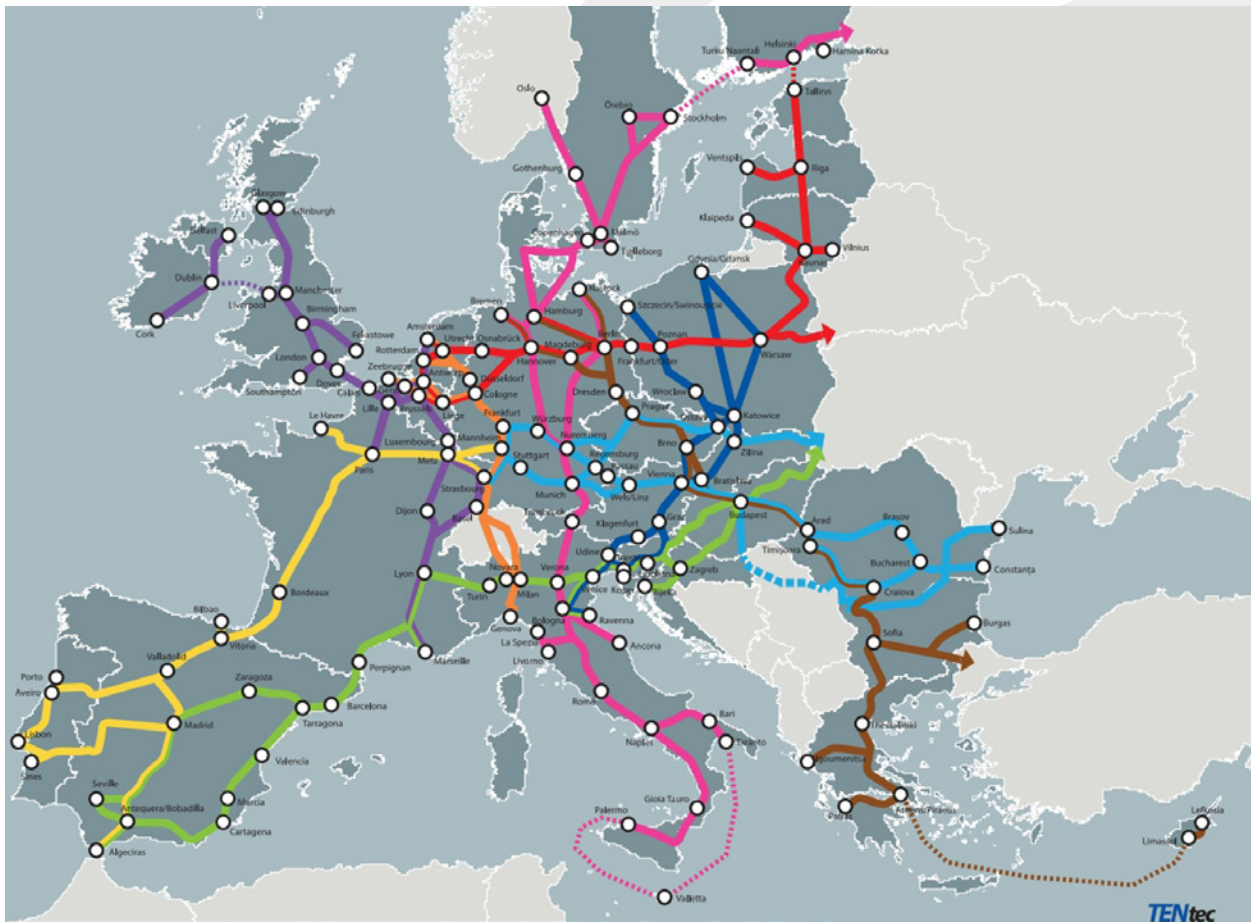 Oslo
Örebro
Stockholm
Turku Naantali
Helsinki
Hamina Kotka
Tallinn
Gothenburg
Ventspils
Riga
Glasgow
Edinburgh
Belfast
Klaipeda
Copenhagen
Malmö
Trelleborg
Kaunas
Vilnius
Gdynia/Gdansk
Dublin
Liverpool
Manchester
Birmingham
Cork
Felixstowe
Bremen
Hamburg
Rostock
Szczecin/Swinoujscie
Amsterdam
Rotterdam
Utrecht
Osnabrück
Hannover
Magdeburg
Berlin
Frankfurt/Oder
Poznan
Warsaw
London
Southampton
Dover
Calais
Zeebrugge
Antwerp
Düsseldorf
Cologne
Lille
Brussels
Liege
Dresden
Wroclaw
Katowice
Le Havre
Paris
Luxembourg
Metz
Mannheim
Frankfurt
Würzburg
Nuremberg
Prague
Ostava
Brno
Zilina
Strasbourg
Stuttgart
Regensburg
Passau
Munich
Wels/Linz
Vienna
Bratislava
Dijon
Basel
Innsbruck
Klagenfurt
Graz
Budapest
Arad
Timișoara
Brașov
Bucharest
Sulina
Constanța
Craiova
Lyon
Turin
Novara
Milan
Verona
Udine
Venice
Koper
Ljubljana
Zagreb
Rijeka
Genova
Bologna
Ravenna
La Spezia
Livorno
Ancona
Marseille
Bordeaux
Bilbao
Vitoria
Porto
Aveiro
Valladolid
Zaragoza
Perpignan
Barcelona
Tarragona
Madrid
Lisbon
Sines
Valencia
Seville
Murcia
Antequera/Bobadilla
Cartagena
Algeciras
Roma
Naples
Bari
Taranto
Gioia Tauro
Palermo
Valletta
Sofia
Burgas
Thessaloniki
Igoumenitsa
Patras
Athens/Piraeus
Lefkosia
Limassol
TENtec